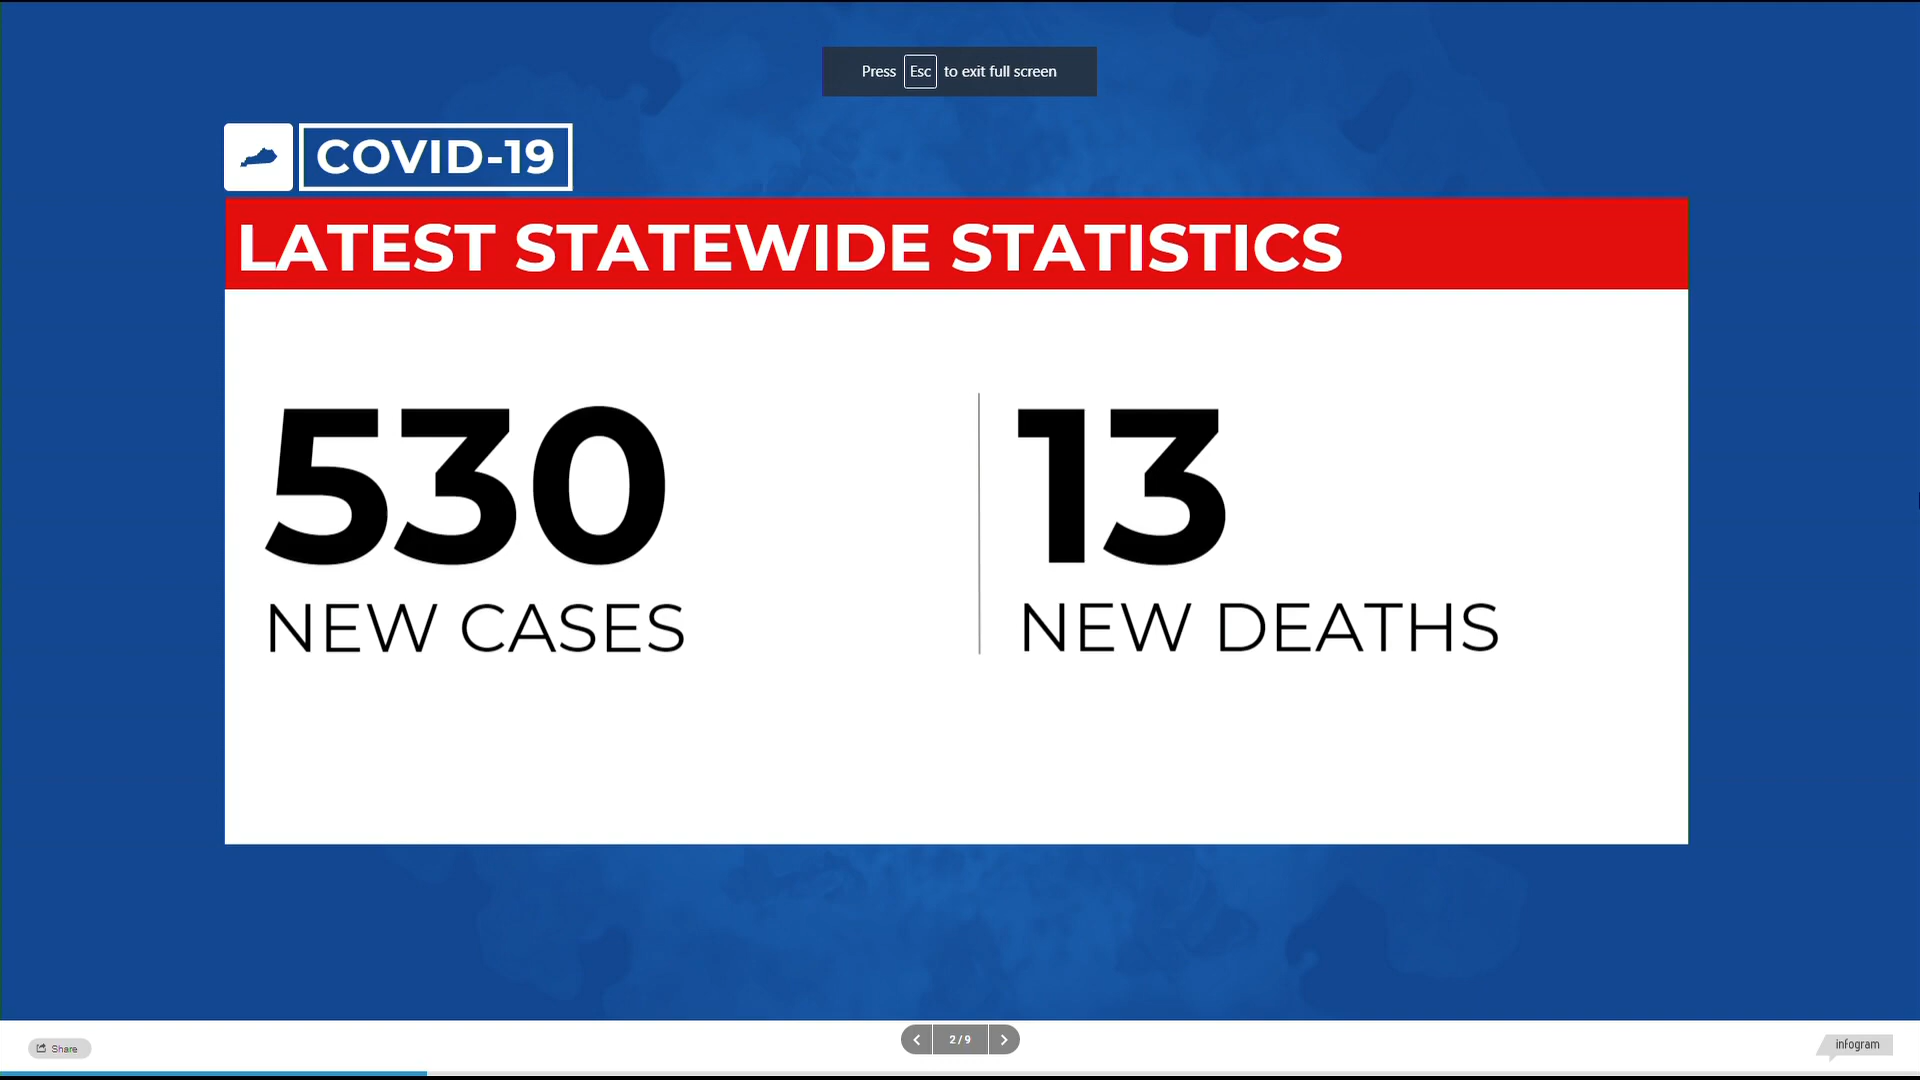 Press Esc to exit full screen
COVID-19
LATEST STATEWIDE STATISTICS
530
NEW CASES
13
NEW DEATHS
Share
2 / 9
infogram